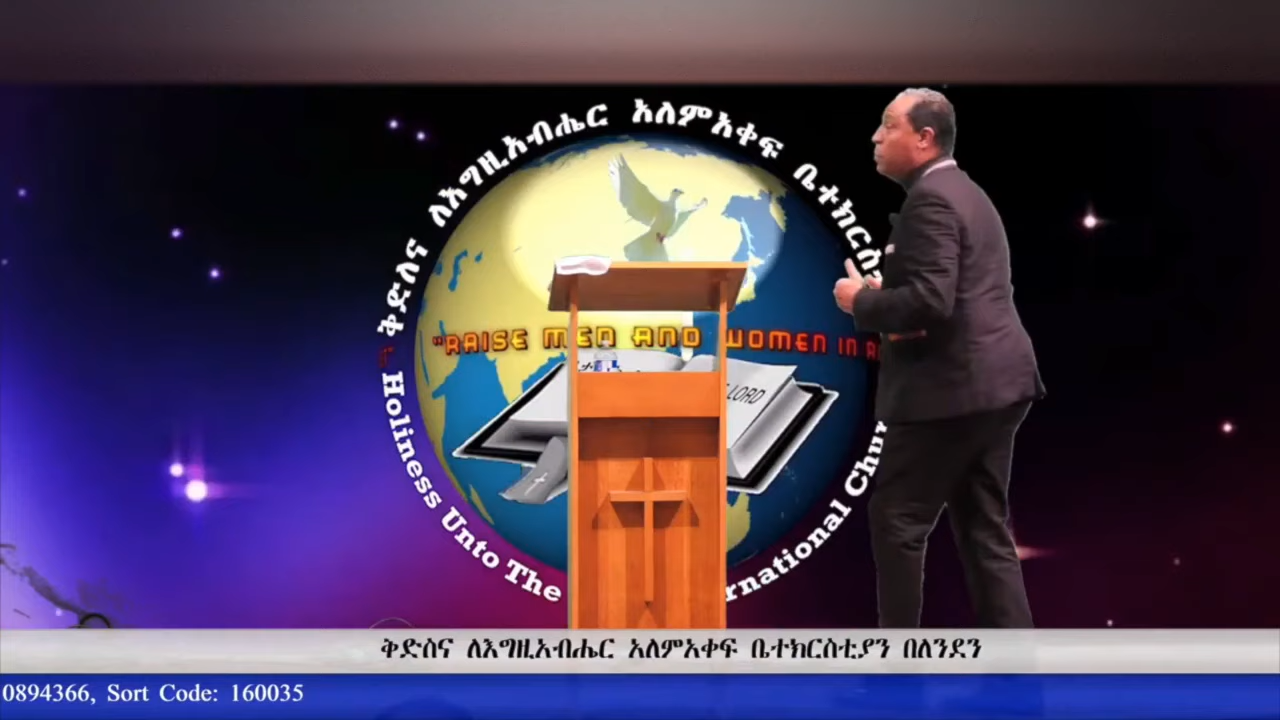 ቅድስና ለእግዚአብሔር አለምአቀፍ ቤተክርስ
"RAISE MEN AND WOMEN IN
LORD
Holiness Unto The
rnational Chur
ቅድስና ለእግዚአብሔር አለምአቀፍ ቤተክርስቲያን በለንደን
0894366, Sort Code: 160035